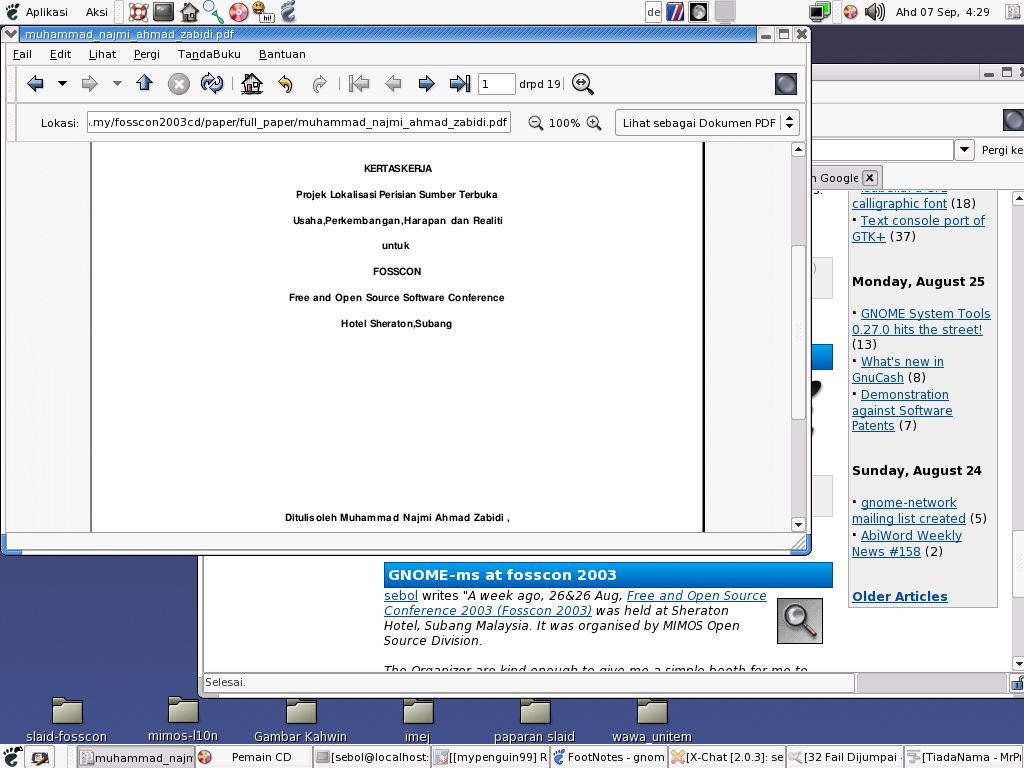 Aplikasi Aksi
de
Ahd 07 Sep, 4:29
muhammad_najmi_ahmad_zabidi.pdf
Fail Edit Lihat Pergi TandaBuku Bantuan
1 drpd 19
Lokasi: .my/fosscon2003cd/paper/full_paper/muhammad_najmi_ahmad_zabidi.pdf 100% Lihat sebagai Dokumen PDF
KERTASKERJA
Projek Lokalisasi Perisian Sumber Terbuka
Usaha,Perkembangan,Harapan dan Realiti
untuk
FOSSCON
Free and Open Source Software Conference
Hotel Sheraton,Subang
Ditulis oleh Muhammad Najmi Ahmad Zabidi ,
Pergi ke
n Google
calligraphic font (18)
• Text console port of
GTK+ (37)
Monday, August 25
• GNOME System Tools
0.27.0 hits the street!
(13)
• What's new in
GnuCash (8)
• Demonstration
against Software
Patents (7)
Sunday, August 24
• gnome-network
mailing list created (5)
• AbiWord Weekly
News #158 (2)
Older Articles
GNOME-ms at fosscon 2003
sebol writes "A week ago, 26&26 Aug, Free and Open Source
Conference 2003 (Fosscon 2003) was held at Sheraton
Hotel, Subang Malaysia. It was organised by MIMOS Open
Source Division.
The Organizer are kind enough to give me a simple booth for me to
Selesai.
slaid-fosscon mimos-l10n Gambar Kahwin imej paparan slaid wawa_unitem
muhammad_najm Pemain CD [sebol@localhost: [[mypenguin99] R FootNotes - gnom [X-Chat [2.0.3]: se [32 Fail Dijumpai - [TiadaNama - MrPr